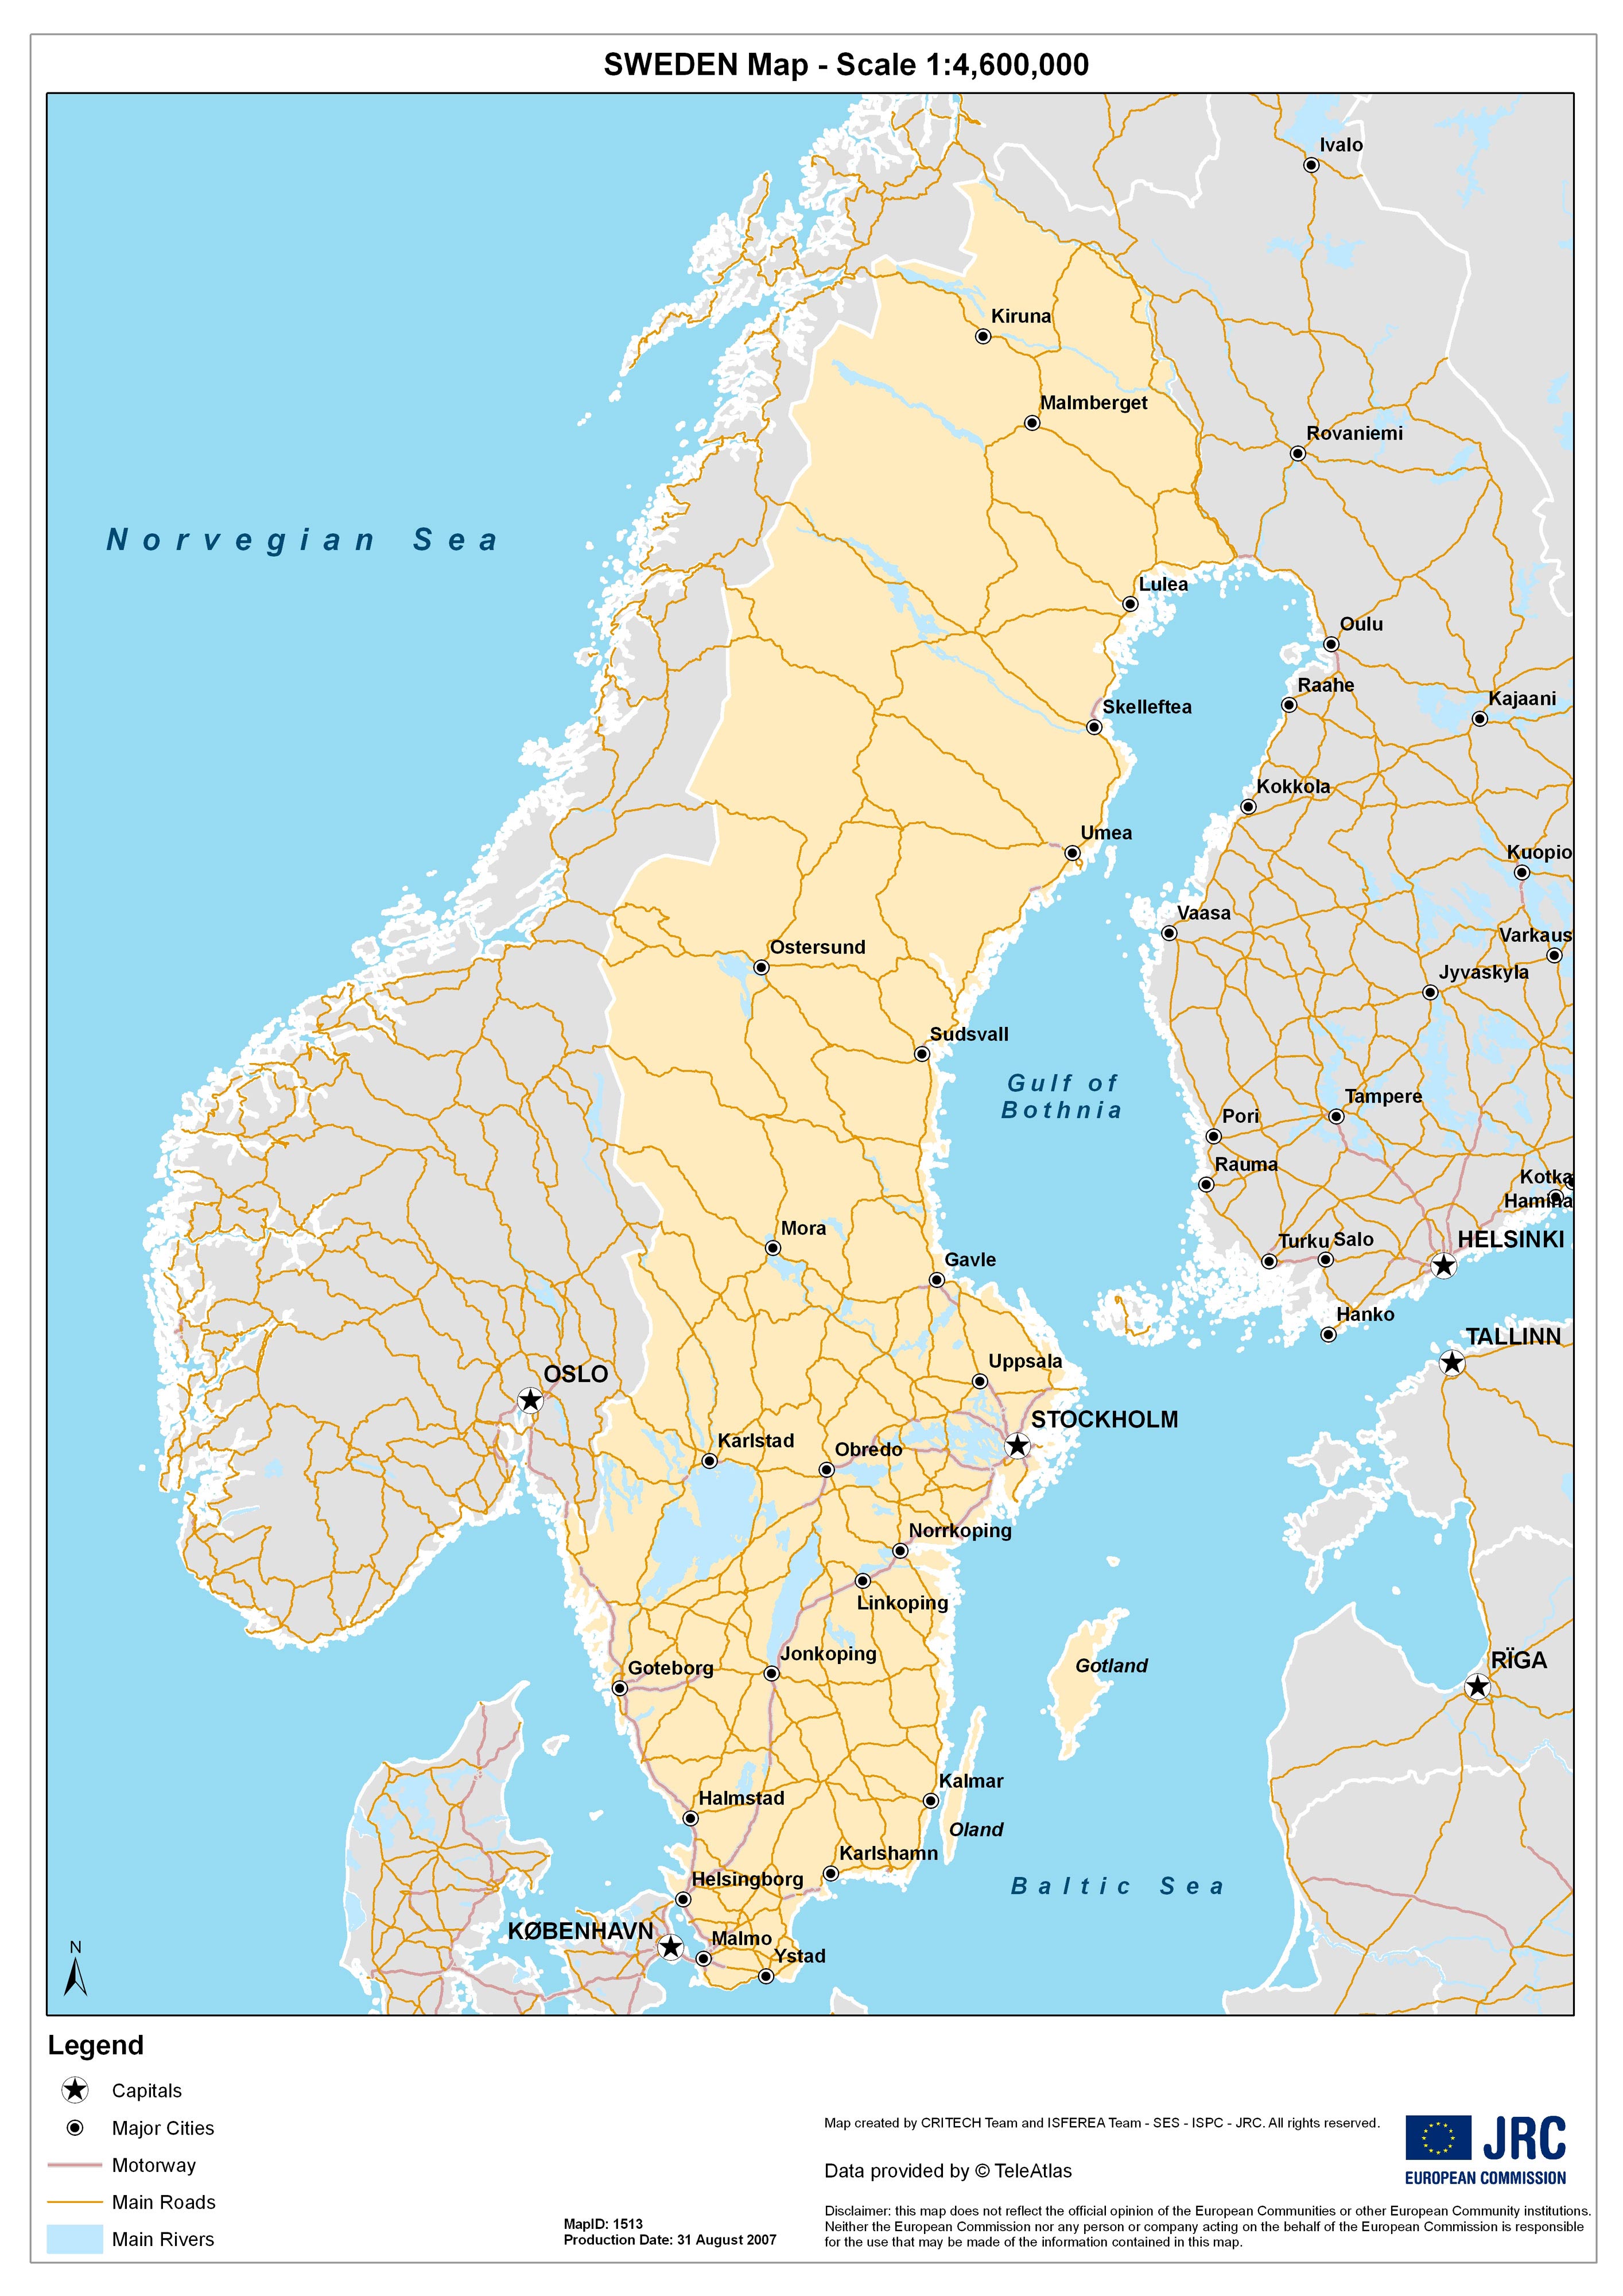 SWEDEN Map - Scale 1:4,600,000
Ivalo
Kiruna
Malmberget
Rovaniemi
Norvegian Sea
Lulea
Oulu
Raahe
Kajaani
Skelleftea
Kokkola
Umea
Kuopio
Vaasa
Varkaus
Ostersund
Jyvaskyla
Sudsvall
Gulf of
Bothnia
Tampere
Pori
Rauma
Kotka
Hamina
Mora
Turku
Salo
HELSINKI
Gavle
Hanko
TALLINN
Uppsala
OSLO
STOCKHOLM
Karlstad
Obredo
Norrkoping
Linkoping
Jonkoping
Goteborg
Gotland
RÏGA
Kalmar
Halmstad
Oland
Karlshamn
Helsingborg
Baltic Sea
KØBENHAVN
Malmo
Ystad
N
Legend
Capitals
Major Cities
Motorway
Main Roads
Main Rivers
MapID: 1513
Production Date: 31 August 2007
Map created by CRITECH Team and ISFEREA Team - SES - ISPC - JRC. All rights reserved.
Data provided by © TeleAtlas
JRC
EUROPEAN COMMISSION
Disclaimer: this map does not reflect the official opinion of the European Communities or other European Community institutions.
Neither the European Commission nor any person or company acting on the behalf of the European Commission is responsible
for the use that may be made of the information contained in this map.